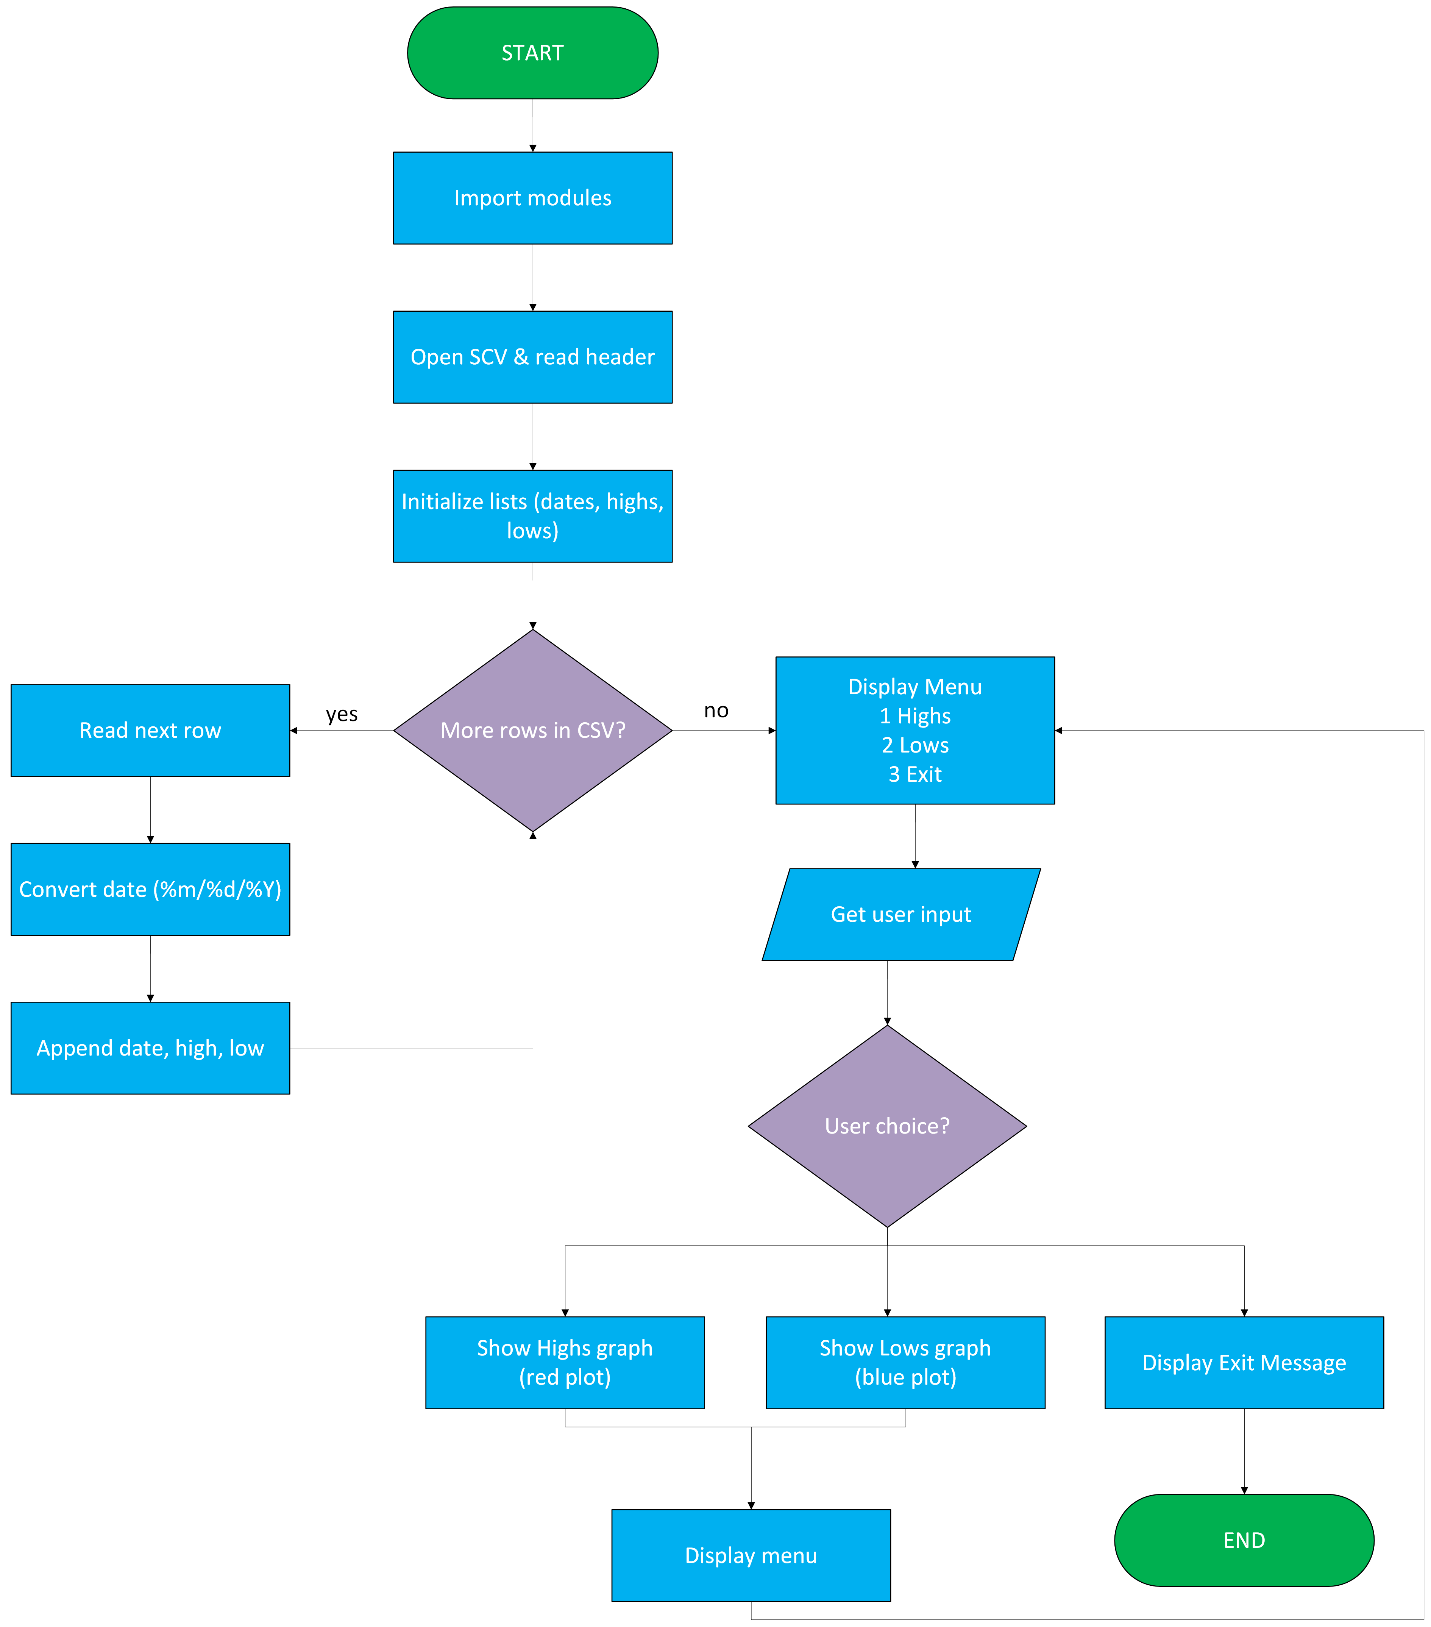 START
Import modules
Open SCV & read header
Initialize lists (dates, highs,
lows)
More rows in CSV?
yes
no
Read next row
Convert date (%m/%d/%Y)
Append date, high, low
Display Menu
1 Highs
2 Lows
3 Exit
Get user input
User choice?
Show Highs graph
(red plot)
Show Lows graph
(blue plot)
Display Exit Message
Display menu
END